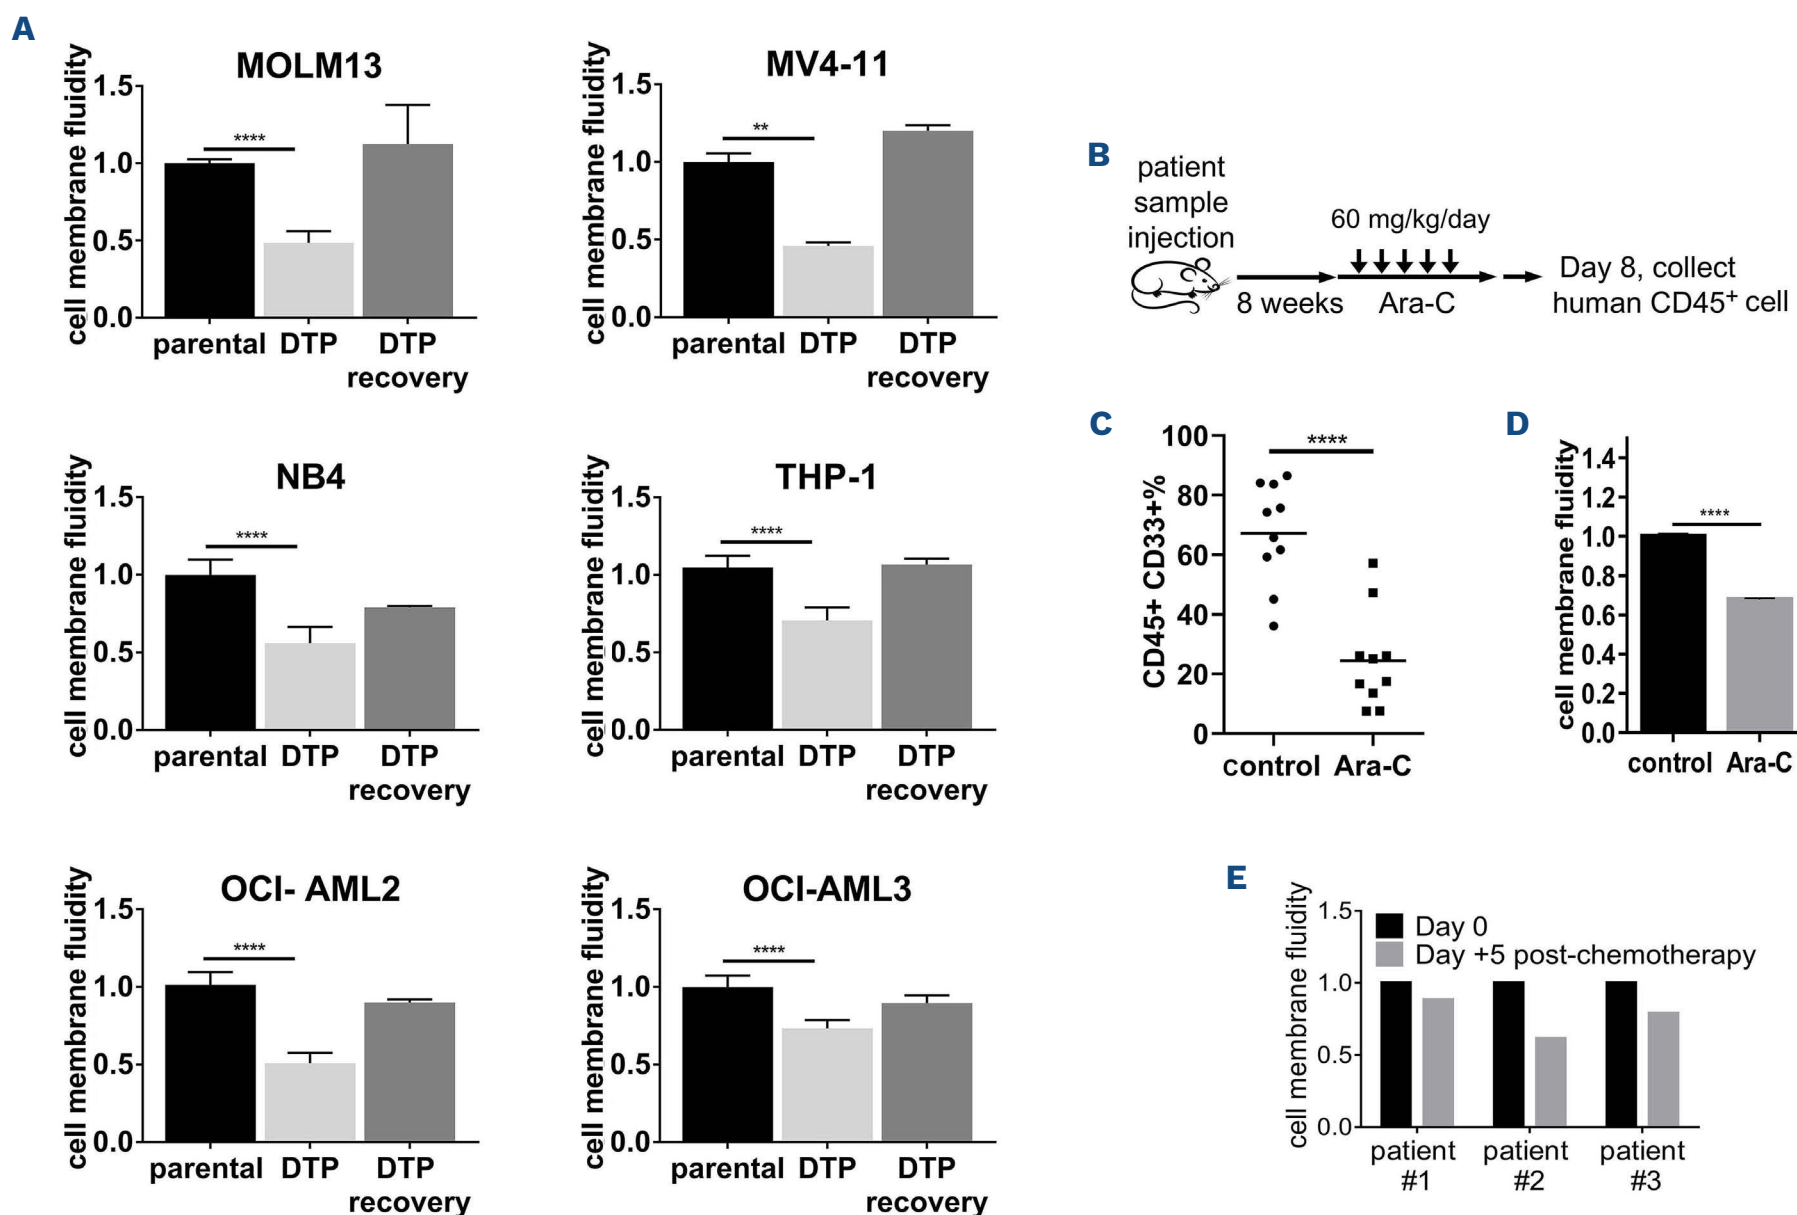 A
MOLM13
cell membrane fluidity
1.5
1.0
0.5
0.0
****
parental DTP DTP
recovery
MV4-11
cell membrane fluidity
1.5
1.0
0.5
0.0
**
parental DTP DTP
recovery
NB4
cell membrane fluidity
1.5
1.0
0.5
0.0
****
parental DTP DTP
recovery
THP-1
cell membrane fluidity
1.5
1.0
0.5
0.0
****
parental DTP DTP
recovery
OCI- AML2
cell membrane fluidity
1.5
1.0
0.5
0.0
****
parental DTP DTP
recovery
OCI-AML3
cell membrane fluidity
1.5
1.0
0.5
0.0
****
parental DTP DTP
recovery
B
patient
sample
injection
8 weeks
60 mg/kg/day
Ara-C
Day 8, collect
human CD45+ cell
C
CD45+ CD33+%
100
80
60
40
20
0
****
control Ara-C
D
cell membrane fluidity
1.4
1.2
1.0
0.8
0.6
0.4
0.2
0.0
****
control Ara-C
E
cell membrane fluidity
1.5
1.0
0.5
0.0
Day 0
Day +5 post-chemotherapy
patient patient patient
#1 #2 #3